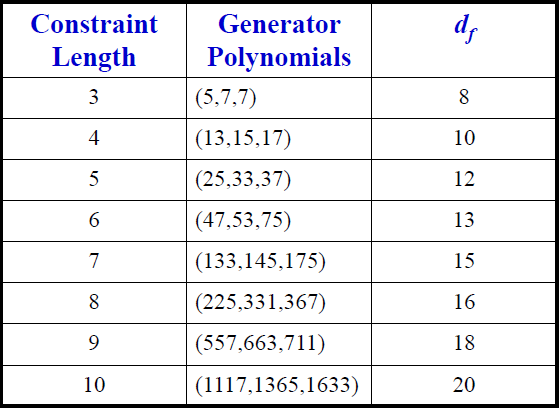 Constraint Length Generator Polynomials df
3 (5,7,7) 8
4 (13,15,17) 10
5 (25,33,37) 12
6 (47,53,75) 13
7 (133,145,175) 15
8 (225,331,367) 16
9 (557,663,711) 18
10 (1117,1365,1633) 20